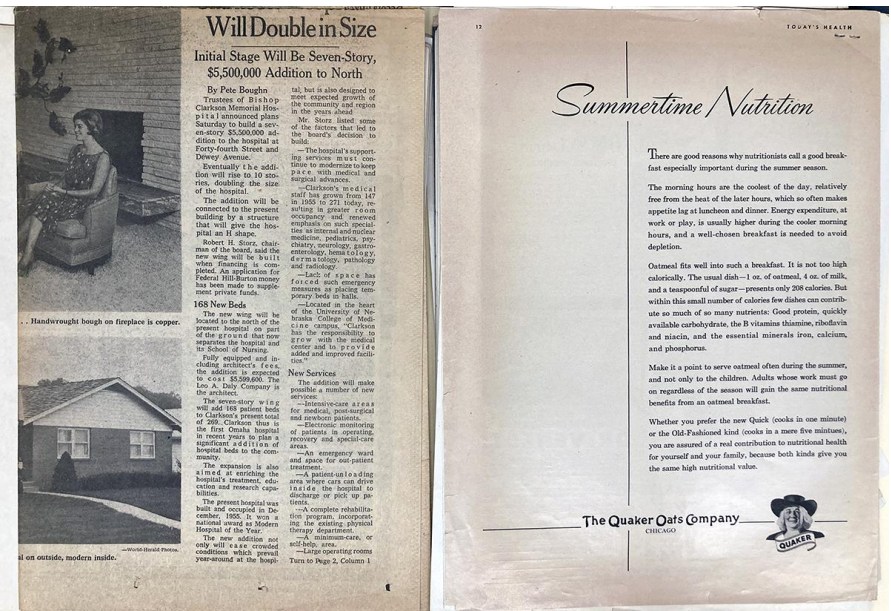 Will Double in Size
Initial Stage Will Be Seven-Story,
$5,500,000 Addition to North
By Pete Boughn
Trustees of Bishop
Clarkson Memorial Hos-
pital announced plans
Saturday to build a sev-
en-story $5,500,000 ad-
dition to the hospital at
Forty-fourth Street and
Dewey Avenue.
Eventually the addi-
tion will rise to 10 sto-
ries, doubling the size
of the hospital.
The addition will be
connected to the present
building by a structure
that will give the hos-
pital an H shape.
Robert H. Storz, chair-
man of the board, said the
new wing will be built
when financing is com-
pleted. An application for
Federal Hill-Burton money
has been made to supple-
ment private funds.
168 New Beds
The new wing will be
located to the north of the
present hospital on part
of the ground that now
separates the hospital and
its School of Nursing.
Fully equipped and in-
cluding architect's fees,
the addition is expected
to cost $5,599,600. The
Leo A. Daly Company is
the architect.
The seven-story wing
will add 168 patient beds
to Clarkson's present total
of 269. Clarkson thus is
the first Omaha hospital
in recent years to plan a
significant addition of
hospital beds to the com-
munity.
The expansion is also
aimed at enriching the
hospital's treatment, edu-
cation and research capa-
bilities.
The present hospital was
built and occupied in De-
cember, 1955. It won a
national award as Modern
Hospital of the Year.
The new addition not
only will ease crowded
conditions which prevail
year-around at the hospi-
tal, but is also designed to
meet expected growth of
the community and region
in the years ahead
Mr. Storz listed some
of the factors that led to
the board's decision to
build:
—The hospital's support-
ing services must con-
tinue to modernize to keep
pace with medical and
surgical advances.
—Clarkson's medical
staff has grown from 147
in 1955 to 271 today, re-
sulting in greater room
occupancy and renewed
emphasis on such special-
ties as internal and nuclear
medicine, pediatrics, psy-
chiatry, neurology, gastro-
enterology, hematology,
dermatology, pathology
and radiology.
—Lack of space has
forced such emergency
measures as placing tem-
porary beds in halls.
—Located in the heart
of the University of Ne-
braska College of Medi-
cine campus, "Clarkson
has the responsibility to
grow with the medical
center and to provide
added and improved facili-
ties."
New Services
The addition will make
possible a number of new
services:
—Intensive-care areas
for medical, post-surgical
and newborn patients.
—Electronic monitoring
of patients in operating,
recovery and special-care
areas.
—An emergency ward
and space for out-patient
treatment.
—A patient-unloading
area where cars can drive
inside the hospital to
discharge or pick up pa-
tients.
—A complete rehabilita-
tion program, incorporat-
ing the existing physical
therapy department.
—A minimum-care, or
self-help, area.
—Large operating rooms
Turn to Page 2, Column 1
. . Handwrought bough on fireplace is copper.
—World-Herald Photos.
al on outside, modern inside.
12
TODAY'S HEALTH
Summertime Nutrition
There are good reasons why nutritionists call a good break-
fast especially important during the summer season.
The morning hours are the coolest of the day, relatively
free from the heat of the later hours, which so often makes
appetite lag at luncheon and dinner. Energy expenditure, at
work or play, is usually higher during the cooler morning
hours, and a well-chosen breakfast is needed to avoid
depletion.
Oatmeal fits well into such a breakfast. It is not too high
calorically. The usual dish—1 oz. of oatmeal, 4 oz. of milk,
and a teaspoonful of sugar—presents only 208 calories. But
within this small number of calories few dishes can contrib-
ute so much of so many nutrients: Good protein, quickly
available carbohydrate, the B vitamins thiamine, riboflavin
and niacin, and the essential minerals iron, calcium,
and phosphorus.
Make it a point to serve oatmeal often during the summer,
and not only to the children. Adults whose work must go
on regardless of the season will gain the same nutritional
benefits from an oatmeal breakfast.
Whether you prefer the new Quick (cooks in one minute)
or the Old-Fashioned kind (cooks in a mere five mintues),
you are assured of a real contribution to nutritional health
for yourself and your family, because both kinds give you
the same high nutritional value.
The Quaker Oats Company
CHICAGO
QUAKER